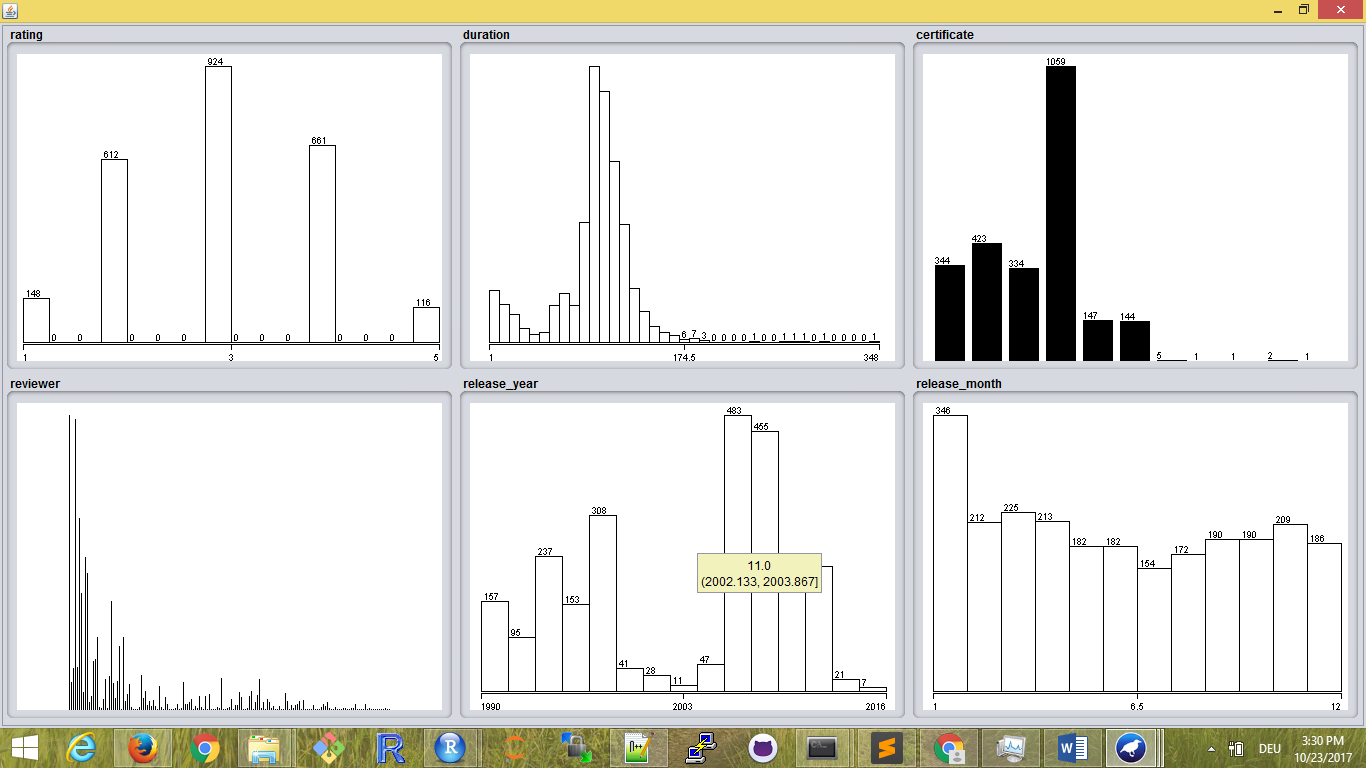 rating
924
661
612
148
116
0 0 0 0 0 0 0 0 0 0
1 3 5
duration
6 7 3 0 0 0 0 1 0 0 1 1 1 0 1 0 0 0 0 1
1 174.5 348
certificate
1059
423
344
334
147
144
5 1 1 2 1
reviewer
release_year
483
455
308
237
157
153
95
41
28
11
47
21
7
11.0
(2002.133, 2003.867]
1990 2003 2016
release_month
346
212
225
213
182
182
154
172
190
190
209
186
1 6.5 12
R
R
DEU
3:30 PM
10/23/2017